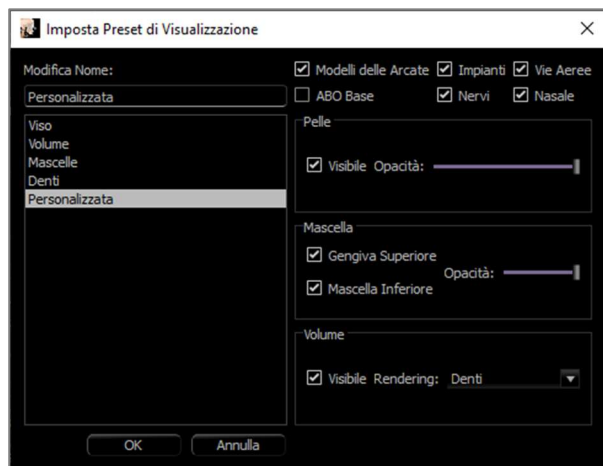 Imposta Preset di Visualizzazione
Modifica Nome:
Personalizzata
Viso
Volume
Mascelle
Denti
Personalizzata
OK
Annulla
Modelli delle Arcate
Impianti
Vie Aeree
ABO Base
Nervi
Nasale
Pelle
Visibile Opacità:
Mascella
Gengiva Superiore
Opacità:
Mascella Inferiore
Volume
Visibile Rendering: Denti